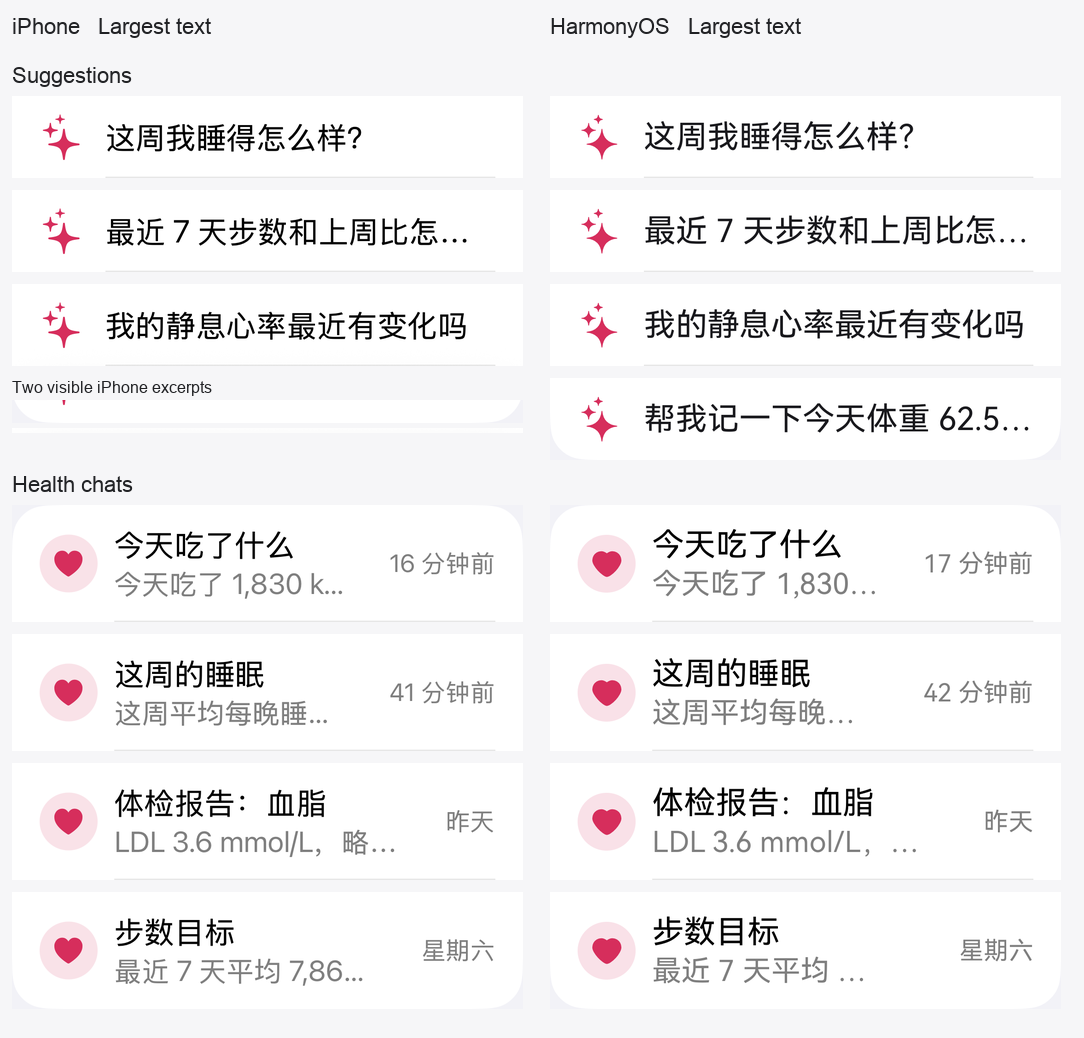 iPhone Largest text
HarmonyOS Largest text
Suggestions
这周我睡得怎么样？
这周我睡得怎么样？
最近 7 天步数和上周比怎…
最近 7 天步数和上周比怎…
我的静息心率最近有变化吗
我的静息心率最近有变化吗
Two visible iPhone excerpts
帮我记一下今天体重 62.5…
Health chats
今天吃了什么
16 分钟前
今天吃了 1,830 k…
今天吃了什么
17 分钟前
今天吃了 1,830…
这周的睡眠
41 分钟前
这周平均每晚睡…
这周的睡眠
42 分钟前
这周平均每晚…
体检报告：血脂
昨天
LDL 3.6 mmol/L，略…
体检报告：血脂
昨天
LDL 3.6 mmol/L，…
步数目标
星期六
最近 7 天平均 7,86…
步数目标
星期六
最近 7 天平均 …